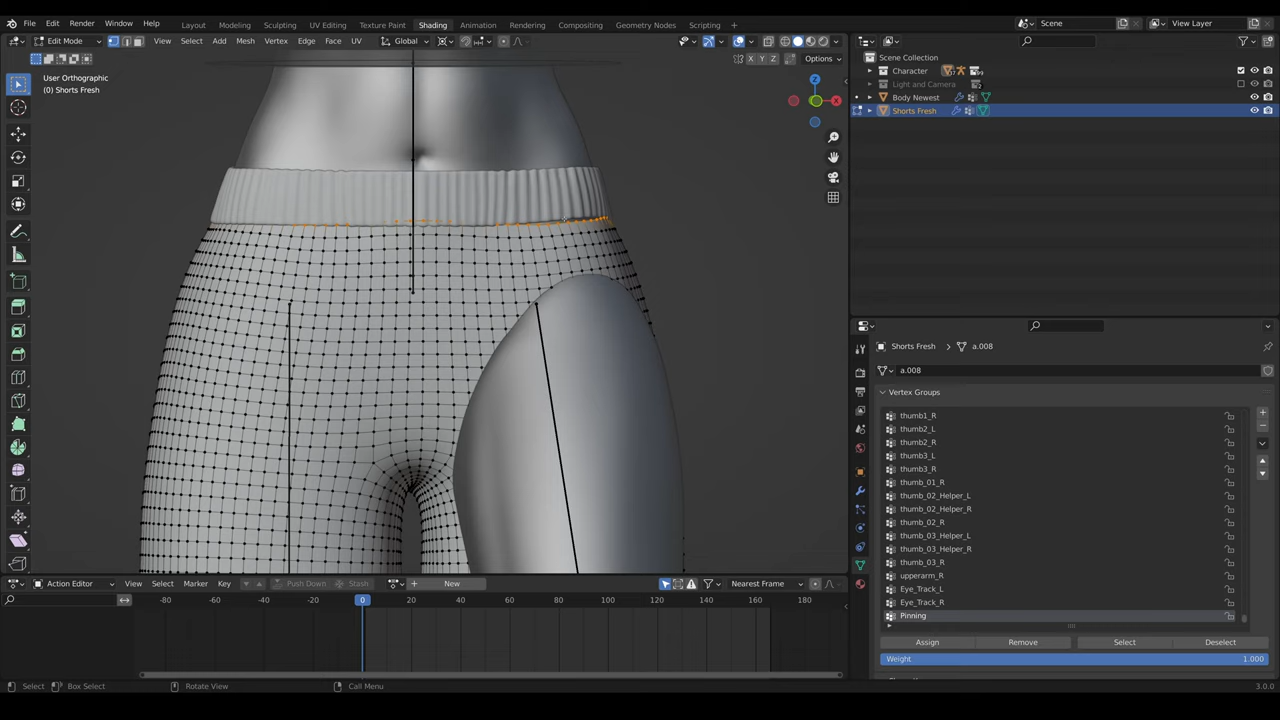 File Edit Render Window Help Layout Modeling Sculpting UV Editing Texture Paint Shading Animation Rendering Compositing Geometry Nodes Scripting + Scene View Layer
Edit Mode View Select Add Mesh Vertex Edge Face UV Global
X Y Z Options
User Orthographic
(0) Shorts Fresh
Z
X
Scene Collection
Character
Light and Camera
Body Newest
Shorts Fresh
Shorts Fresh > a.008
a.008
Vertex Groups
thumb1_R
thumb2_L
thumb2_R
thumb3_L
thumb3_R
thumb_01_R
thumb_02_Helper_L
thumb_02_Helper_R
thumb_02_R
thumb_03_Helper_L
thumb_03_Helper_R
thumb_03_R
upperarm_R
Eye_Track_L
Eye_Track_R
Pinning
Assign Remove Select Deselect
Weight 1.000
Action Editor View Select Marker Key Push Down Stash New Nearest Frame
-80 -60 -40 -20 0 20 40 60 80 100 120 140 160 180
Select Box Select Rotate View Call Menu 3.0.0